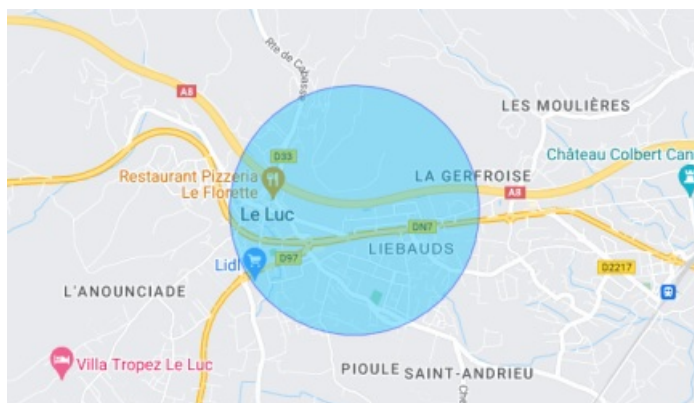 Rte de Cabasse
A8
LES MOULIÈRES
D33
Château Colbert Can
Restaurant Pizzeria
Le Florette
LA GERFROISE
A8
Le Luc
DN7
LIEBAUDS
Lidl
D97
D2217
L'ANOUNCIADE
Villa Tropez Le Luc
PIOULE
SAINT-ANDRIEU